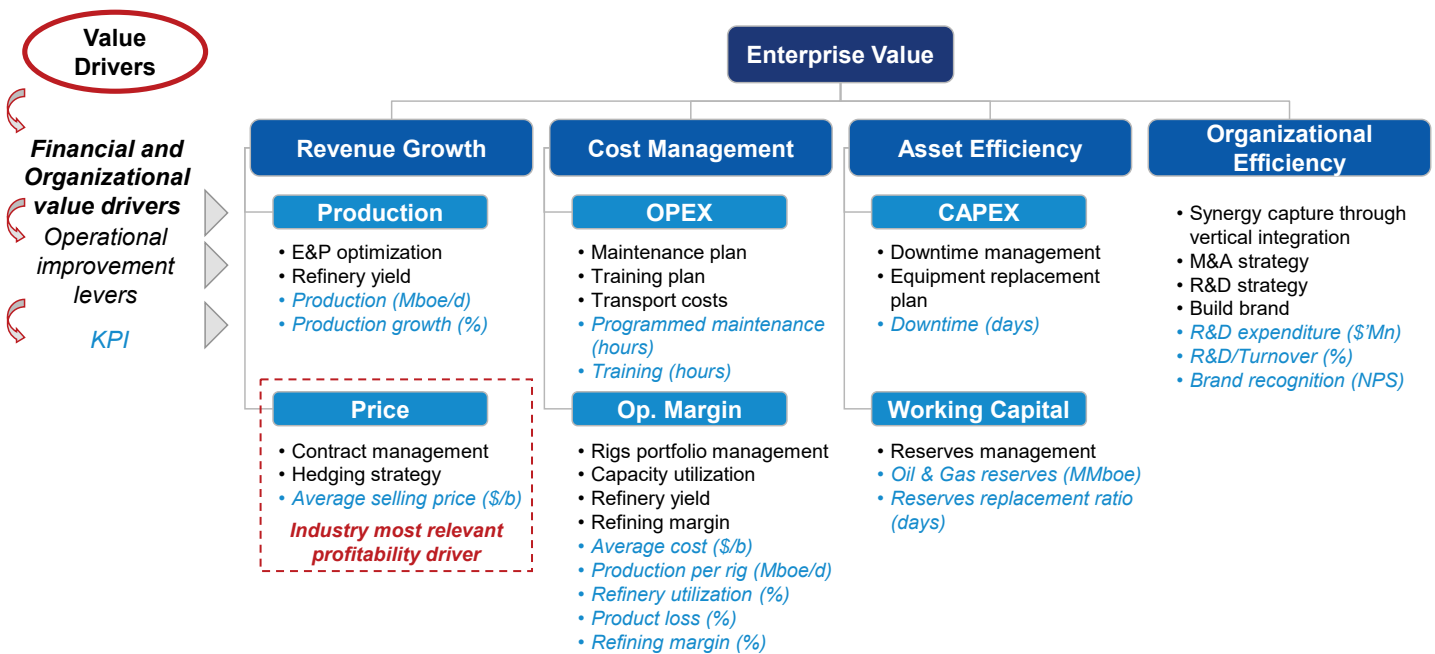 Value
Drivers
Enterprise Value
Financial and
Organizational
value drivers
Operational
improvement
levers
KPI
Revenue Growth
Production
• E&P optimization
• Refinery yield
• Production (Mboe/d)
• Production growth (%)
Price
• Contract management
• Hedging strategy
• Average selling price ($/b)
Industry most relevant
profitability driver
Cost Management
OPEX
• Maintenance plan
• Training plan
• Transport costs
• Programmed maintenance
(hours)
• Training (hours)
Op. Margin
• Rigs portfolio management
• Capacity utilization
• Refinery yield
• Refining margin
• Average cost ($/b)
• Production per rig (Mboe/d)
• Refinery utilization (%)
• Product loss (%)
• Refining margin (%)
Asset Efficiency
CAPEX
• Downtime management
• Equipment replacement
plan
• Downtime (days)
Working Capital
• Reserves management
• Oil & Gas reserves (MMboe)
• Reserves replacement ratio
(days)
Organizational
Efficiency
• Synergy capture through
vertical integration
• M&A strategy
• R&D strategy
• Build brand
• R&D expenditure ($’Mn)
• R&D/Turnover (%)
• Brand recognition (NPS)